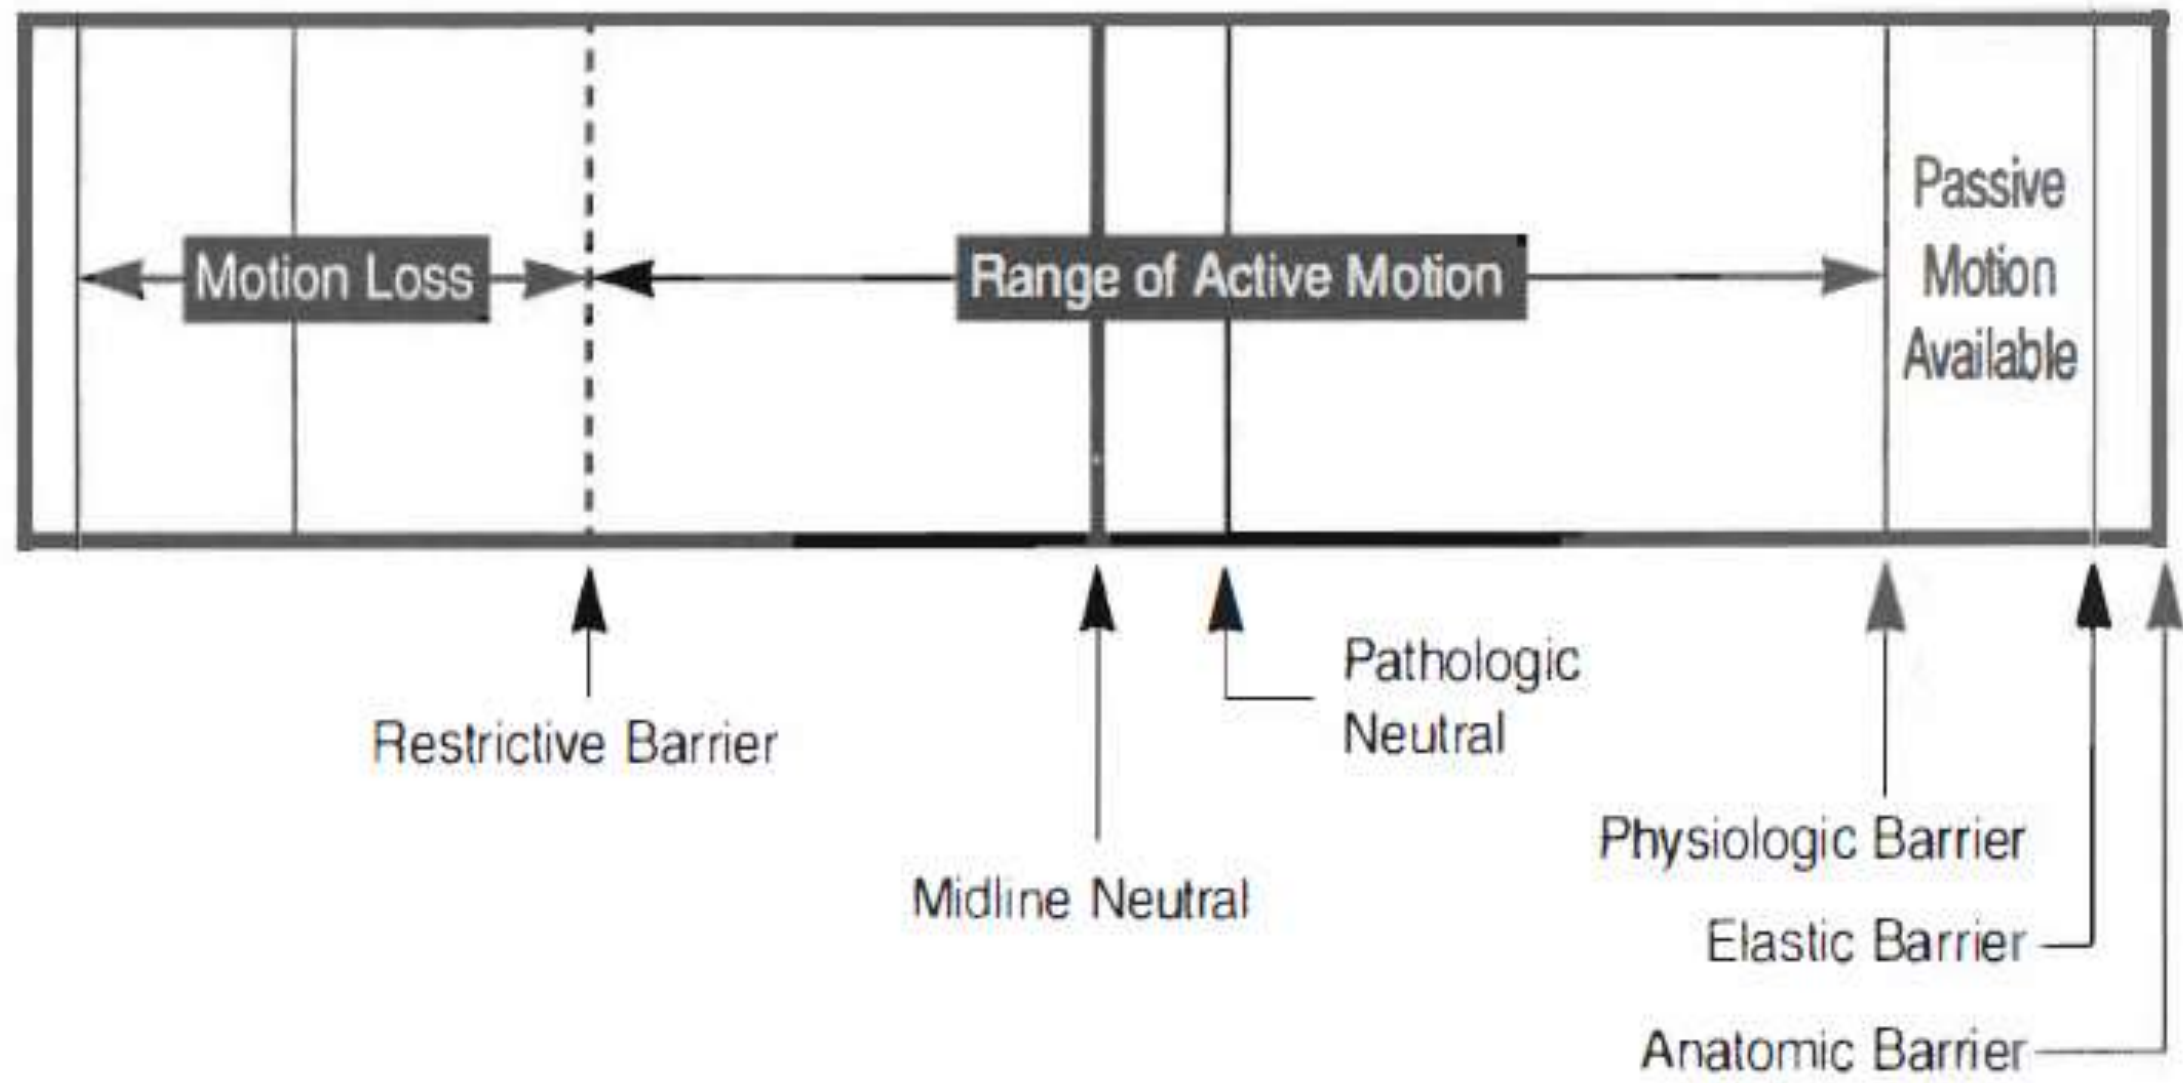 Motion Loss
Range of Active Motion
Passive
Motion
Available
Restrictive Barrier
Midline Neutral
Pathologic
Neutral
Physiologic Barrier
Elastic Barrier
Anatomic Barrier